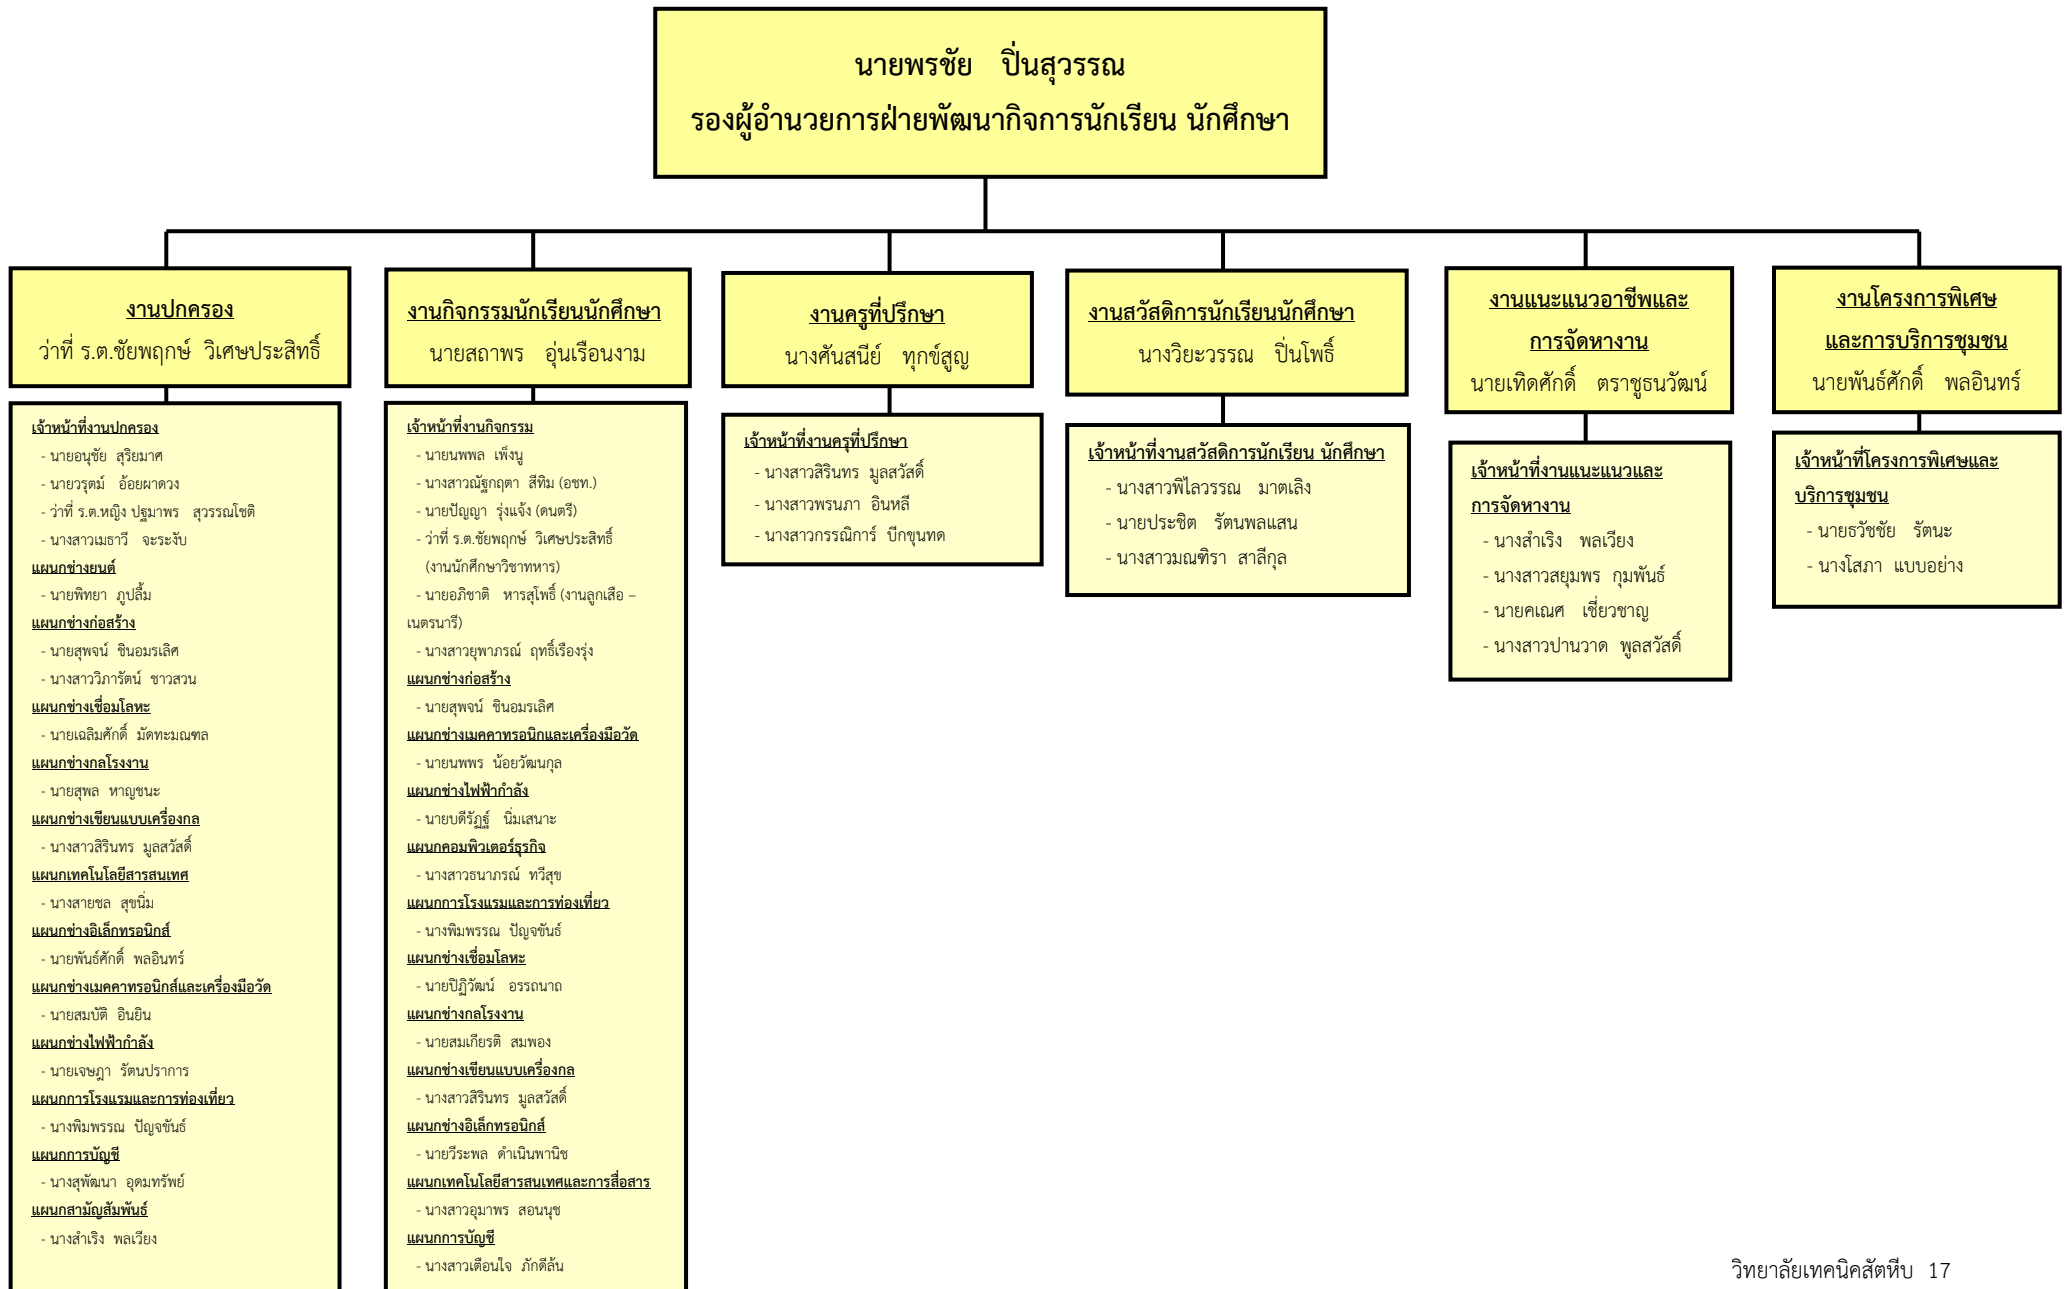 นายพรชัย ปิ่นสุวรรณ
รองผู้อำนวยการฝ่ายพัฒนากิจการนักเรียน นักศึกษา
งานปกครอง
ว่าที่ ร.ต.ชัยพฤกษ์ วิเศษประสิทธิ์
เจ้าหน้าที่งานปกครอง
- นายอนุชัย สุริยมาศ
- นายวรุตม์ อ้อยผาดวง
- ว่าที่ ร.ต.หญิง ปฐมาพร สุวรรณโชติ
- นางสาวเมธาวี จะระงับ
แผนกช่างยนต์
- นายพิทยา ภูปลื้ม
แผนกช่างก่อสร้าง
- นายสุพจน์ ชินอมรเลิศ
- นางสาววิภารัตน์ ชาวสวน
แผนกช่างเชื่อมโลหะ
- นายเฉลิมศักดิ์ มัดทะมณฑล
แผนกช่างกลโรงงาน
- นายสุพล หาญชนะ
แผนกช่างเขียนแบบเครื่องกล
- นางสาวสิรินทร มูลสวัสดิ์
แผนกเทคโนโลยีสารสนเทศ
- นางสายชล สุขนิ่ม
แผนกช่างอิเล็กทรอนิกส์
- นายพันธ์ศักดิ์ พลอินทร์
แผนกช่างเมคคาทรอนิกส์และเครื่องมือวัด
- นายสมบัติ อินยิน
แผนกช่างไฟฟ้ากำลัง
- นายเจษฎา รัตนปราการ
แผนกการโรงแรมและการท่องเที่ยว
- นางพิมพรรณ ปัญจขันธ์
แผนกการบัญชี
- นางสุพัฒนา อุดมทรัพย์
แผนกสามัญสัมพันธ์
- นางสำเริง พลเวียง
งานกิจกรรมนักเรียนนักศึกษา
นายสถาพร อุ่นเรือนงาม
เจ้าหน้าที่งานกิจกรรม
- นายนพพล เพ็งนู
- นางสาวณัฐกฤตา สีทิม (อชท.)
- นายปัญญา รุ่งแจ้ง (ดนตรี)
- ว่าที่ ร.ต.ชัยพฤกษ์ วิเศษประสิทธิ์
(งานนักศึกษาวิชาทหาร)
- นายอภิชาติ หารสุโพธิ์ (งานลูกเสือ –
เนตรนารี)
- นางสาวยุพาภรณ์ ฤทธิ์เรืองรุ่ง
แผนกช่างก่อสร้าง
- นายสุพจน์ ชินอมรเลิศ
แผนกช่างเมคคาทรอนิกและเครื่องมือวัด
- นายนพพร น้อยวัฒนกุล
แผนกช่างไฟฟ้ากำลัง
- นายบดีรัฏฐ์ นิ่มเสนาะ
แผนกคอมพิวเตอร์ธุรกิจ
- นางสาวธนาภรณ์ ทวีสุข
แผนกการโรงแรมและการท่องเที่ยว
- นางพิมพรรณ ปัญจขันธ์
แผนกช่างเชื่อมโลหะ
- นายปิฏิวัฒน์ อรรถนาถ
แผนกช่างกลโรงงาน
- นายสมเกียรติ สมพอง
แผนกช่างเขียนแบบเครื่องกล
- นางสาวสิรินทร มูลสวัสดิ์
แผนกช่างอิเล็กทรอนิกส์
- นายวีระพล ดำเนินพานิช
แผนกเทคโนโลยีสารสนเทศและการสื่อสาร
- นางสาวอุมาพร สอนนุช
แผนกการบัญชี
- นางสาวเตือนใจ ภักดีล้น
งานครูที่ปรึกษา
นางศันสนีย์ ทุกข์สูญ
เจ้าหน้าที่งานครูที่ปรึกษา
- นางสาวสิรินทร มูลสวัสดิ์
- นางสาวพรนภา อินหลี
- นางสาวกรรณิการ์ บีกขุนทด
งานสวัสดิการนักเรียนนักศึกษา
นางวิยะวรรณ ปิ่นโพธิ์
เจ้าหน้าที่งานสวัสดิการนักเรียน นักศึกษา
- นางสาวพิไลวรรณ มาตเลิง
- นายประชิต รัตนพลแสน
- นางสาวมณฑิรา สาลีกุล
งานแนะแนวอาชีพและ
การจัดหางาน
นายเทิดศักดิ์ ตราชูธนวัฒน์
เจ้าหน้าที่งานแนะแนวและ
การจัดหางาน
- นางสำเริง พลเวียง
- นางสาวสยุมพร กุมพันธ์
- นายคเณศ เชี่ยวชาญ
- นางสาวปานวาด พูลสวัสดิ์
งานโครงการพิเศษ
และการบริการชุมชน
นายพันธ์ศักดิ์ พลอินทร์
เจ้าหน้าที่โครงการพิเศษและ
บริการชุมชน
- นายธวัชชัย รัตนะ
- นางโสภา แบบอย่าง
วิทยาลัยเทคนิคสัตหีบ 17